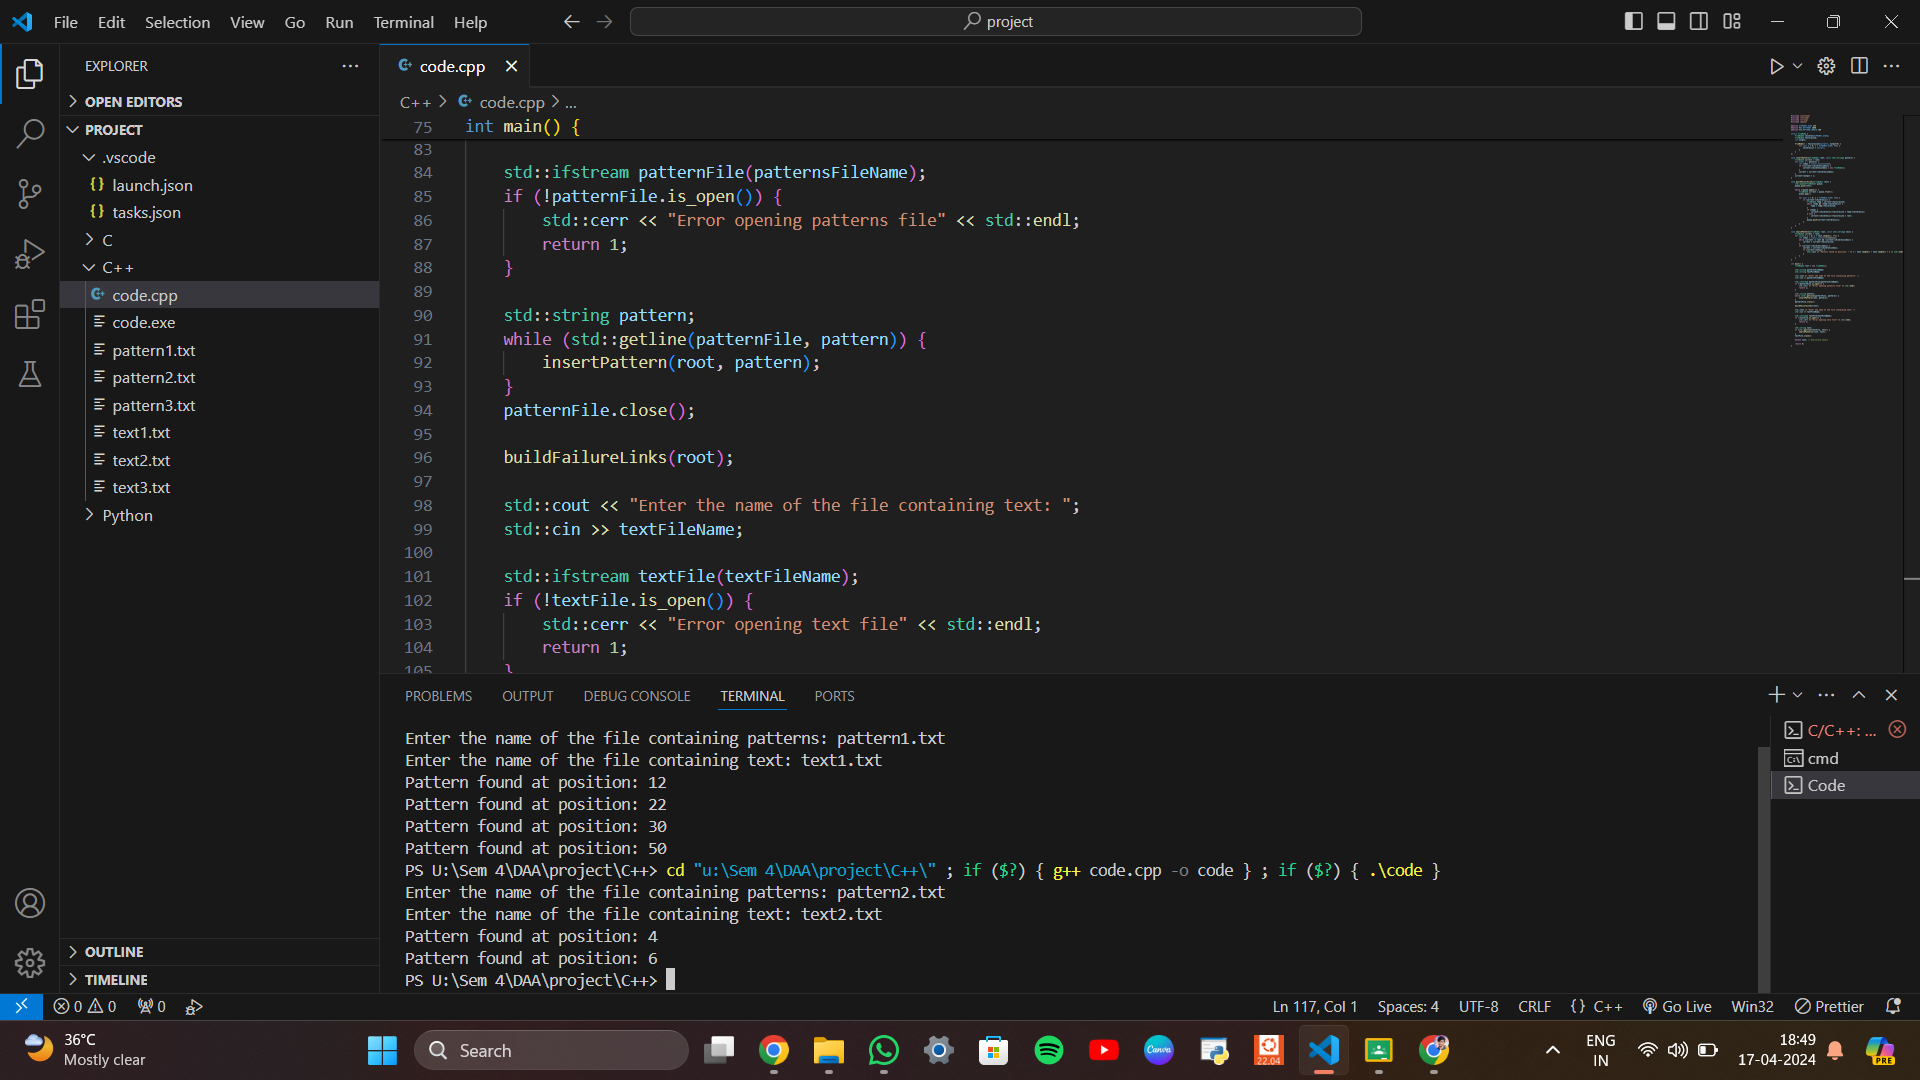 File Edit Selection View Go Run Terminal Help
project
EXPLORER
OPEN EDITORS
PROJECT
.vscode
{} launch.json
{} tasks.json
C
C++
code.cpp
code.exe
pattern1.txt
pattern2.txt
pattern3.txt
text1.txt
text2.txt
text3.txt
Python
OUTLINE
TIMELINE
code.cpp
C++ > code.cpp > ...
75 int main() {
83
84 std::ifstream patternFile(patternsFileName);
85 if (!patternFile.is_open()) {
86 std::cerr << "Error opening patterns file" << std::endl;
87 return 1;
88 }
89
90 std::string pattern;
91 while (std::getline(patternFile, pattern)) {
92 insertPattern(root, pattern);
93 }
94 patternFile.close();
95
96 buildFailureLinks(root);
97
98 std::cout << "Enter the name of the file containing text: ";
99 std::cin >> textFileName;
100
101 std::ifstream textFile(textFileName);
102 if (!textFile.is_open()) {
103 std::cerr << "Error opening text file" << std::endl;
104 return 1;
105 }
PROBLEMS OUTPUT DEBUG CONSOLE TERMINAL PORTS
Enter the name of the file containing patterns: pattern1.txt
Enter the name of the file containing text: text1.txt
Pattern found at position: 12
Pattern found at position: 22
Pattern found at position: 30
Pattern found at position: 50
PS U:\Sem 4\DAA\project\C++> cd "u:\Sem 4\DAA\project\C++\" ; if ($?) { g++ code.cpp -o code } ; if ($?) { .\code }
Enter the name of the file containing patterns: pattern2.txt
Enter the name of the file containing text: text2.txt
Pattern found at position: 4
Pattern found at position: 6
PS U:\Sem 4\DAA\project\C++>
C/C++: ...
cmd
Code
0 0 0
Ln 117, Col 1 Spaces: 4 UTF-8 CRLF {} C++ Go Live Win32 Prettier
36°C
Mostly clear
Search
Canva
22.04
ENG
IN
18:49
17-04-2024
PRE